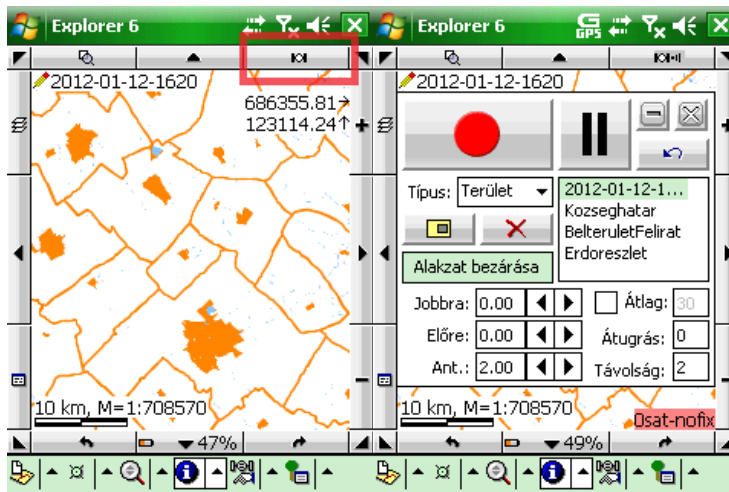 Explorer 6
2012-01-12-1620
686355.81
123114.24
10 km, M=1:708570
47%
Explorer 6
GPS
2012-01-12-1620
Típus:
Terület
2012-01-12-1...
Kozseghatar
BelteruletFelirat
Erdoreszlet
Alakzat bezárása
Jobbra: 0.00
Átlag: 30
Előre: 0.00
Átugrás: 0
Ant.: 2.00
Távolság: 2
10 km, M=1:708570
0sat-nofix
49%